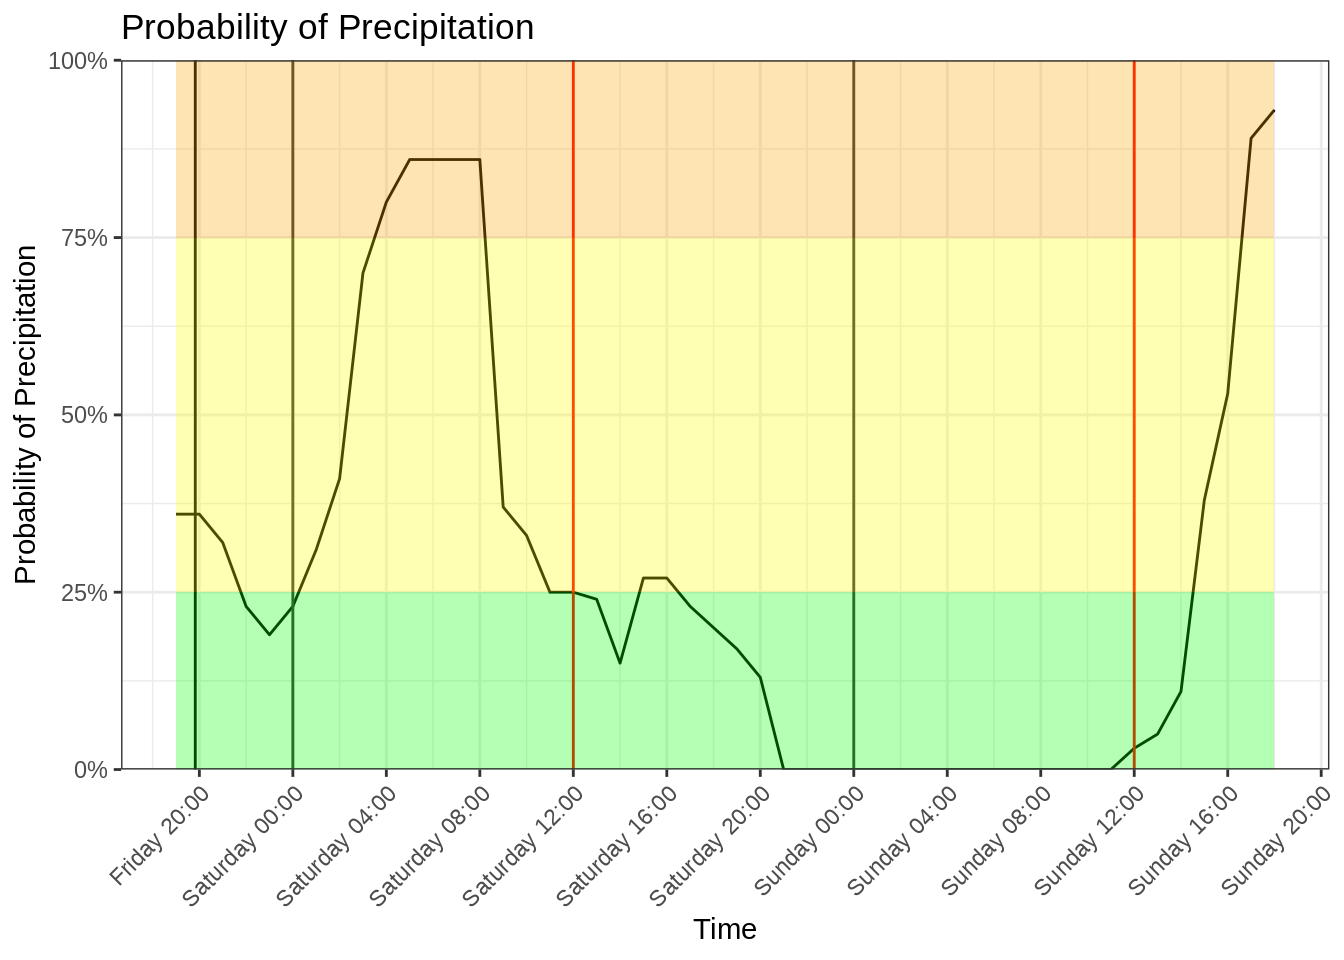 Probability of Precipitation
Probability of Precipitation
100%
75%
50%
25%
0%
Friday 20:00
Saturday 00:00
Saturday 04:00
Saturday 08:00
Saturday 12:00
Saturday 16:00
Saturday 20:00
Sunday 00:00
Sunday 04:00
Sunday 08:00
Sunday 12:00
Sunday 16:00
Sunday 20:00
Time